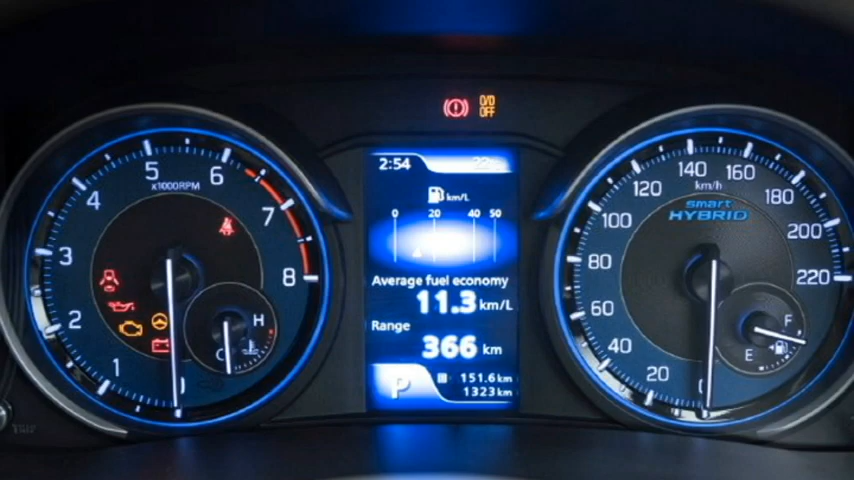 O/D
OFF
2:54
22
km/L
0 20 40 50
Average fuel economy
11.3 km/L
Range
366 km
P
B 151.6 km
1323 km
0
1
2
3
4
5
6
7
8
x1000RPM
C
H
0
20
40
60
80
100
120
140
160
180
200
220
km/h
smart
HYBRID
E
F